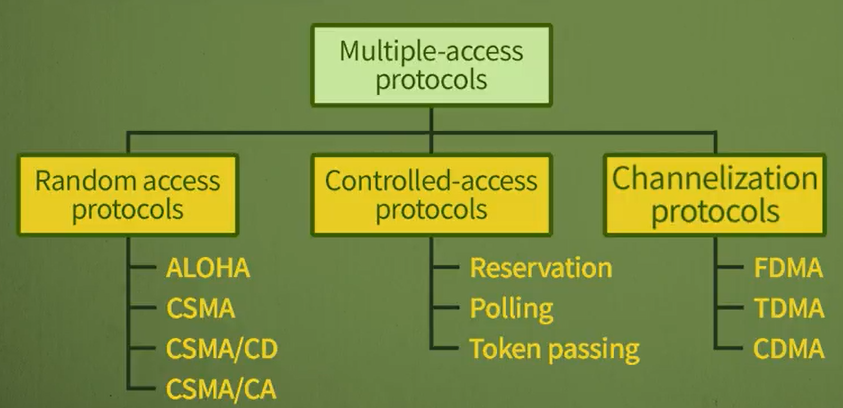 Multiple-access
protocols
Random access
protocols
Controlled-access
protocols
Channelization
protocols
ALOHA
CSMA
CSMA/CD
CSMA/CA
Reservation
Polling
Token passing
FDMA
TDMA
CDMA